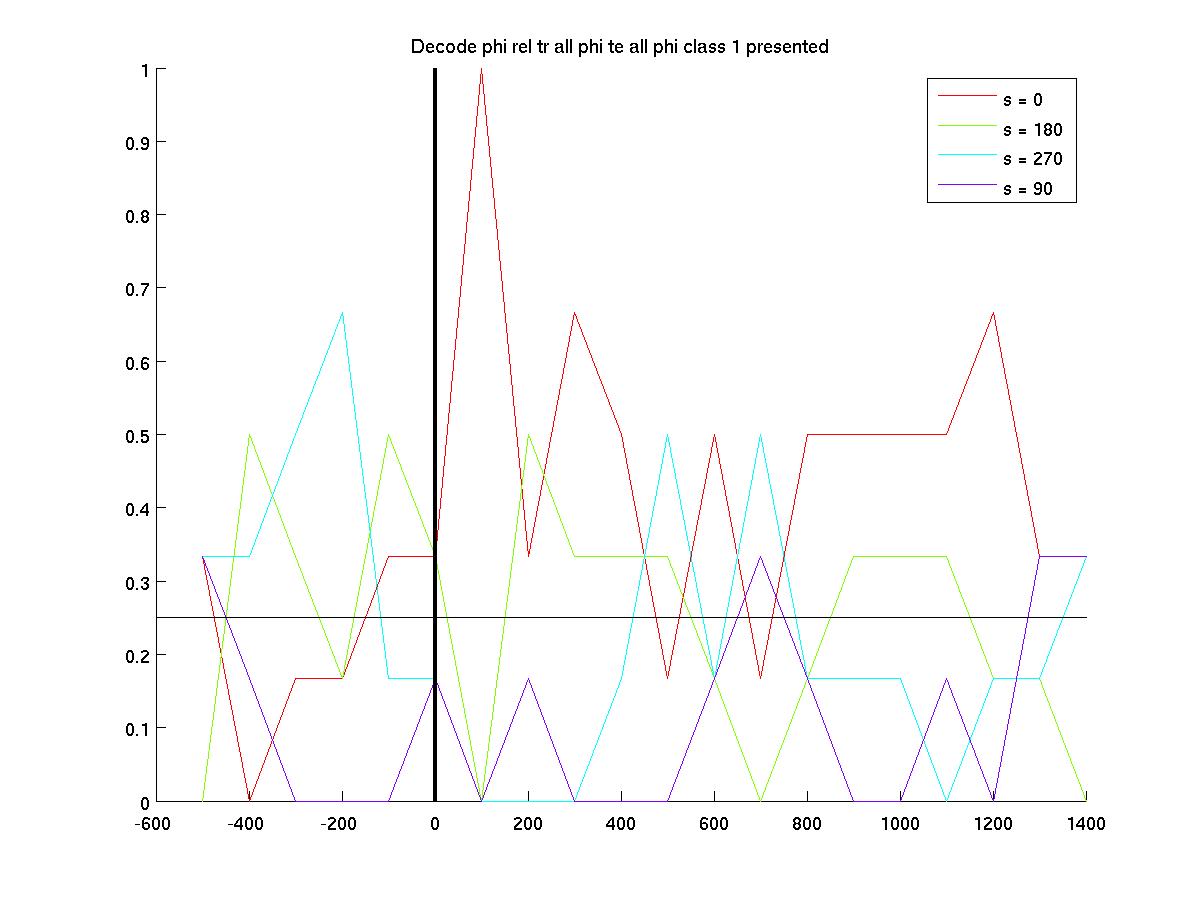 Decode phi rel tr all phi te all phi class 1 presented
1
0.9
0.8
0.7
0.6
0.5
0.4
0.3
0.2
0.1
0
-600 -400 -200 0 200 400 600 800 1000 1200 1400
s = 0
s = 180
s = 270
s = 90